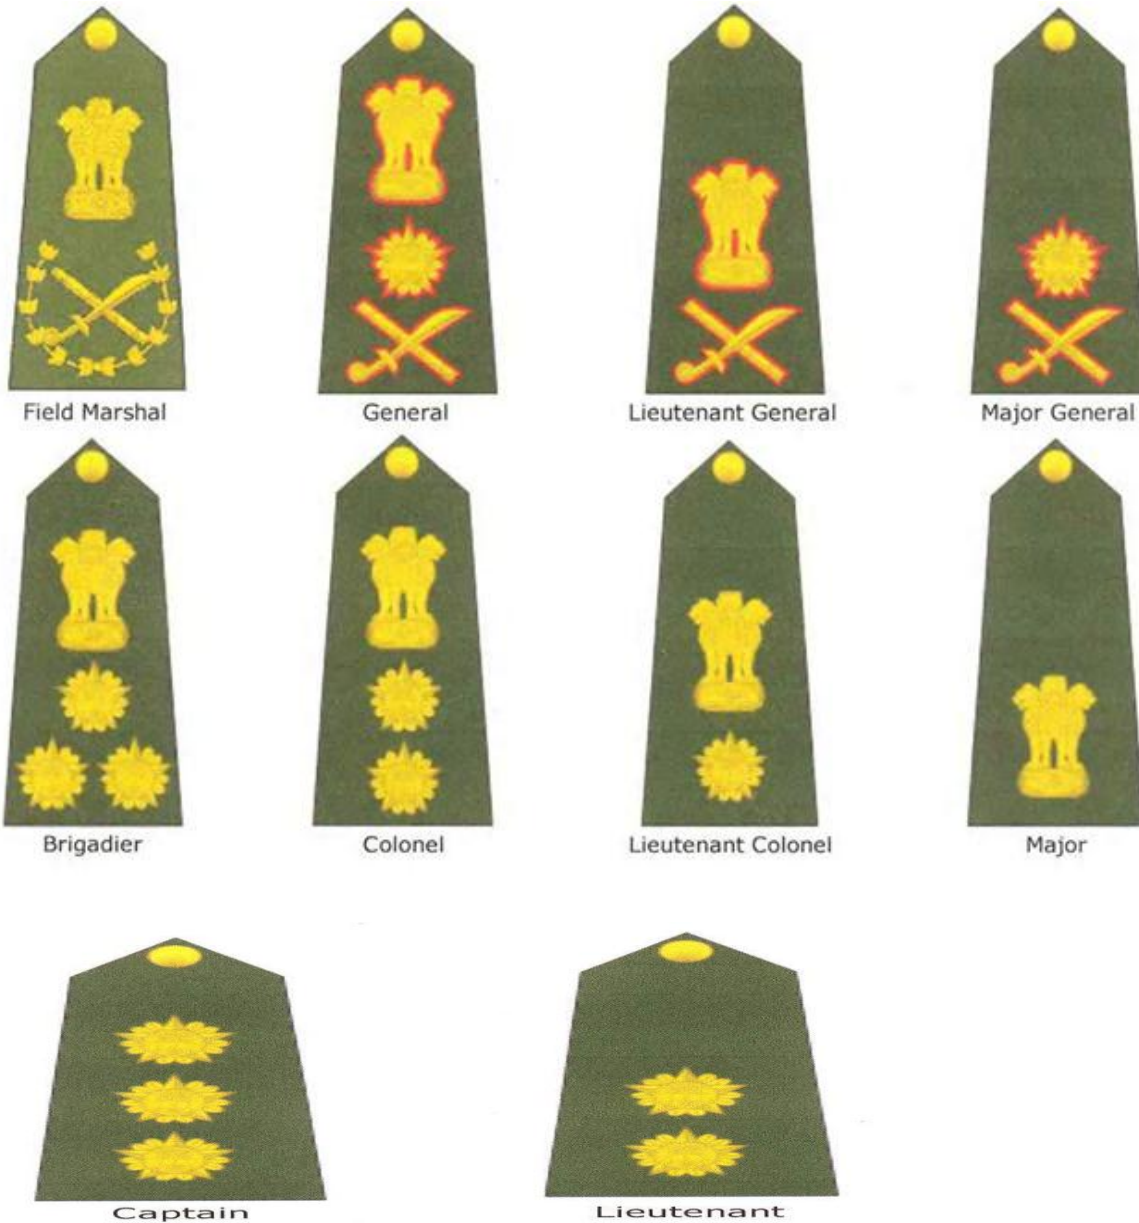 Field Marshal
General
Lieutenant General
Major General
Brigadier
Colonel
Lieutenant Colonel
Major
Captain
Lieutenant